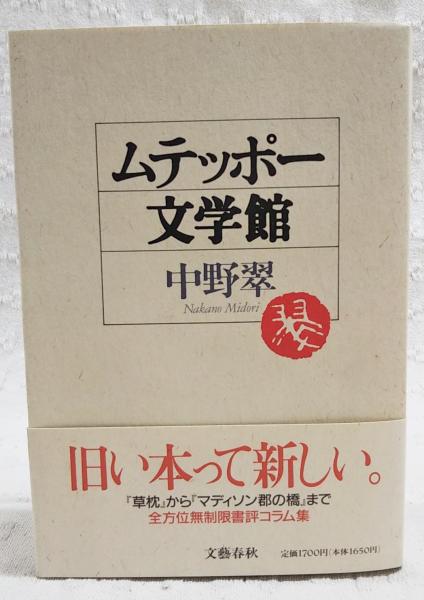 ムテッポー
文学館
中野翠
Nakano Midori
翠
旧い本って新しい。
『草枕』から『マディソン郡の橋』まで
全方位無制限書評コラム集
文藝春秋
定価1700円(本体1650円)